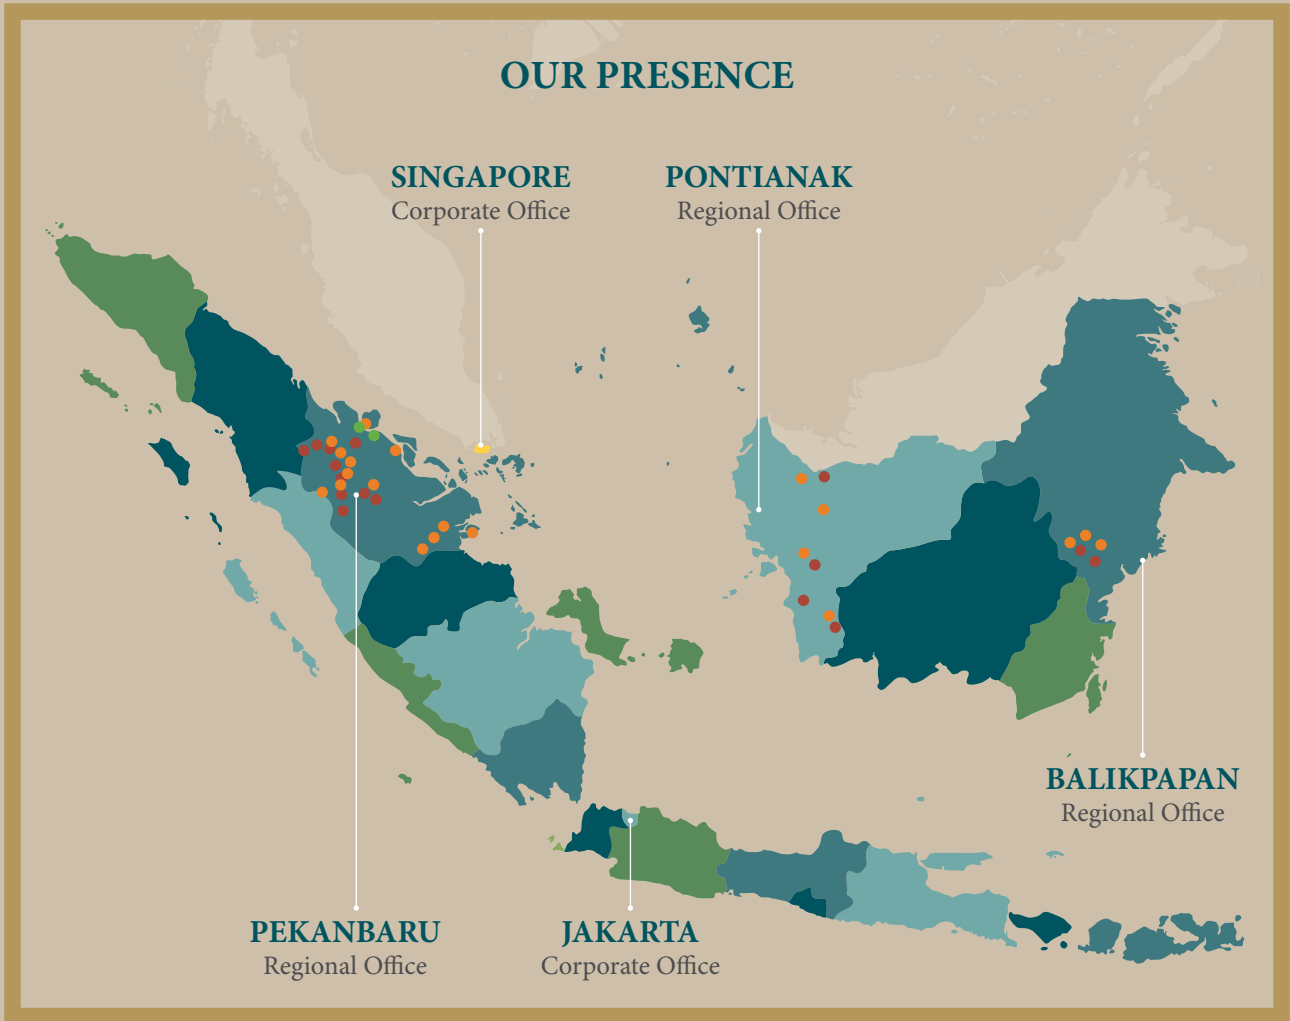 OUR PRESENCE
SINGAPORE
Corporate Office
PONTIANAK
Regional Office
BALIKPAPAN
Regional Office
PEKANBARU
Regional Office
JAKARTA
Corporate Office